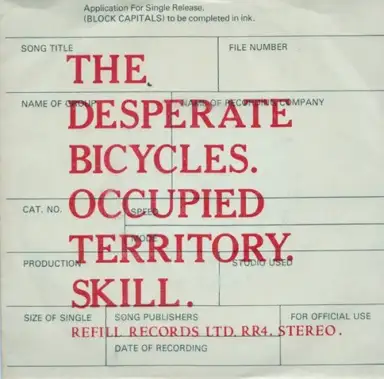 Application For Single Release.
(BLOCK CAPITALS) to be completed in ink.
SONG TITLE
FILE NUMBER
THE
NAME OF GROUP
NAME OF RECORDING COMPANY
DESPERATE
BICYCLES.
CAT. NO.
OCCUPIED
SPEED
MODE
TERRITORY.
PRODUCTION
STUDIO USED
SKILL.
SIZE OF SINGLE
SONG PUBLISHERS
FOR OFFICIAL USE
REFILL RECORDS LTD. RR4. STEREO.
DATE OF RECORDING